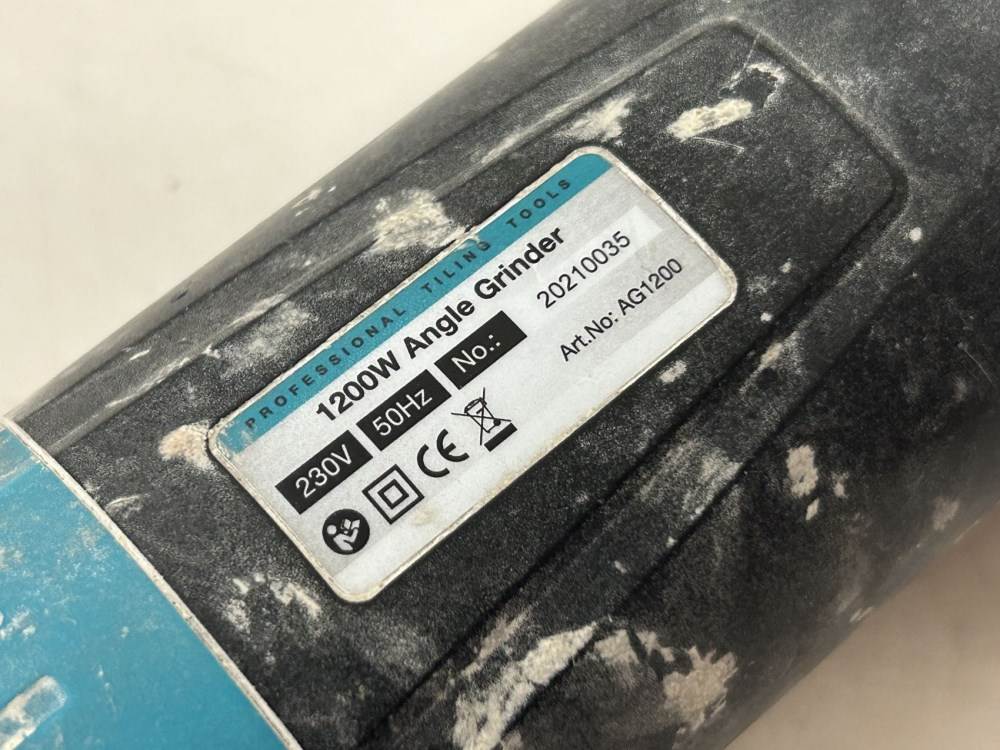 PROFESSIONAL TILING TOOLS
1200W Angle Grinder
230V 50Hz No.: 20210035
CE Art.No: AG1200